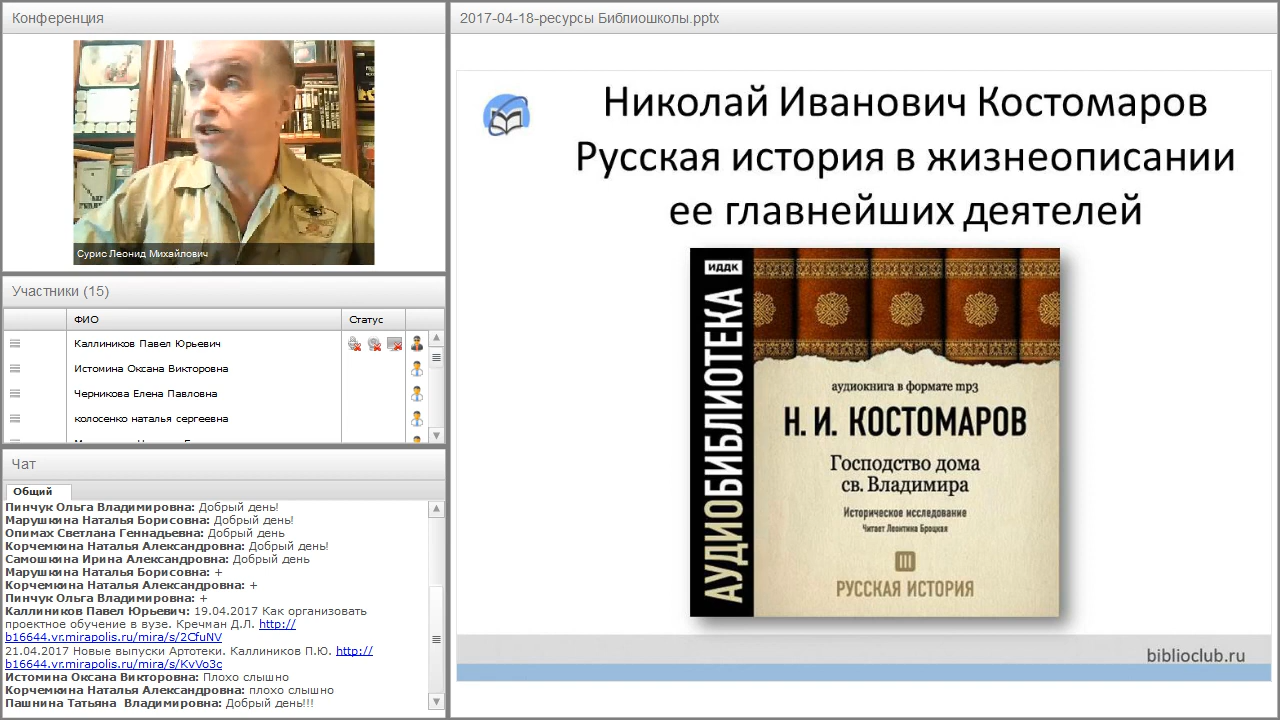 Конференция
Сурис Леонид Михайлович
Участники (15)
ФИО
Статус
Каллиников Павел Юрьевич
Истомина Оксана Викторовна
Черникова Елена Павловна
колосенко наталья сергеевна
Чат
Общий
Пинчук Ольга Владимировна: Добрый день!
Марушкина Наталья Борисовна: Добрый день!
Опимах Светлана Геннадьевна: Добрый день
Корчемкина Наталья Александровна: Добрый день!
Самошкина Ирина Александровна: Добрый день
Марушкина Наталья Борисовна: +
Корчемкина Наталья Александровна: +
Пинчук Ольга Владимировна: +
Каллиников Павел Юрьевич: 19.04.2017 Как организовать
проектное обучение в вузе. Кречман Д.Л. http://
b16644.vr.mirapolis.ru/mira/s/2CfuNV
21.04.2017 Новые выпуски Артотеки. Каллиников П.Ю. http://
b16644.vr.mirapolis.ru/mira/s/KvVo3c
Истомина Оксана Викторовна: Плохо слышно
Корчемкина Наталья Александровна: плохо слышно
Пашнина Татьяна  Владимировна: Добрый день!!!
2017-04-18-ресурсы Библиошколы.pptx
Николай Иванович Костомаров
Русская история в жизнеописании
ее главнейших деятелей
ИДДК
АУДИОБИБЛИОТЕКА
аудиокнига в формате mp3
Н. И. КОСТОМАРОВ
Господство дома
св. Владимира
Историческое исследование
Читает Леонтина Броцкая
III
РУССКАЯ ИСТОРИЯ
biblioclub.ru